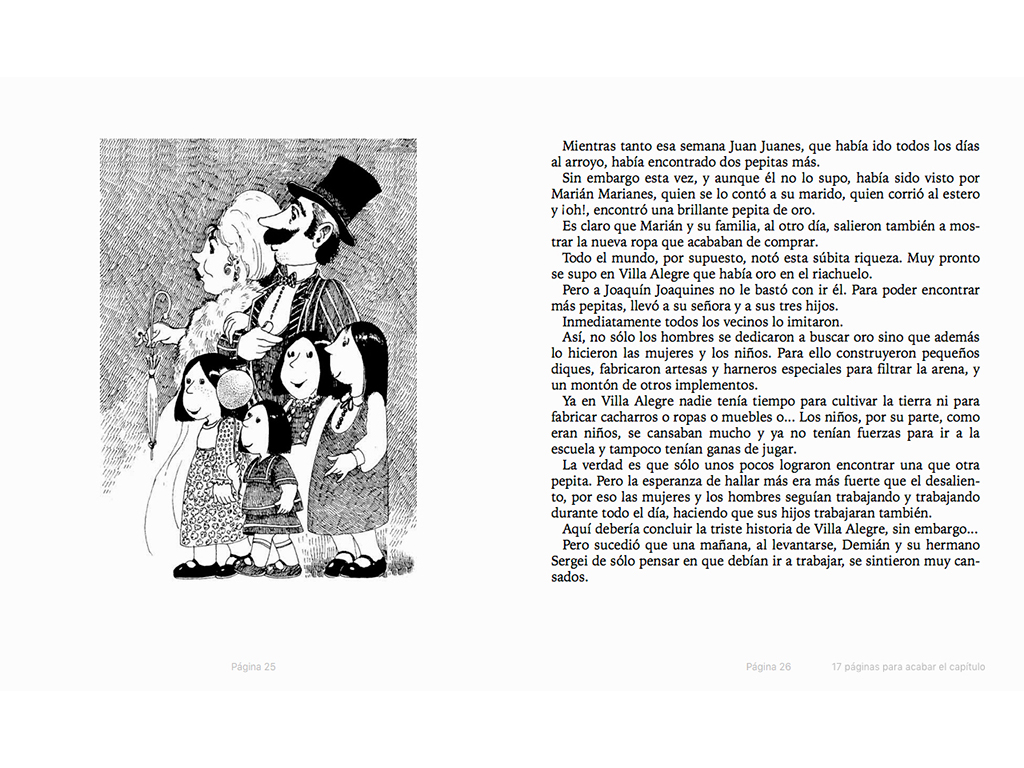 Mientras tanto esa semana Juan Juanes, que había ido todos los días
al arroyo, había encontrado dos pepitas más.
Sin embargo esta vez, y aunque él no lo supo, había sido visto por
Marián Marianes, quien se lo contó a su marido, quien corrió al estero
y ¡oh!, encontró una brillante pepita de oro.
Es claro que Marián y su familia, al otro día, salieron también a mos-
trar la nueva ropa que acababan de comprar.
Todo el mundo, por supuesto, notó esta súbita riqueza. Muy pronto
se supo en Villa Alegre que había oro en el riachuelo.
Pero a Joaquín Joaquines no le bastó con ir él. Para poder encontrar
más pepitas, llevó a su señora y a sus tres hijos.
Inmediatamente todos los vecinos lo imitaron.
Así, no sólo los hombres se dedicaron a buscar oro sino que además
lo hicieron las mujeres y los niños. Para ello construyeron pequeños
diques, fabricaron artesas y harneros especiales para filtrar la arena, y
un montón de otros implementos.
Ya en Villa Alegre nadie tenía tiempo para cultivar la tierra ni para
fabricar cacharros o ropas o muebles o... Los niños, por su parte, como
eran niños, se cansaban mucho y ya no tenían fuerzas para ir a la
escuela y tampoco tenían ganas de jugar.
La verdad es que sólo unos pocos lograron encontrar una que otra
pepita. Pero la esperanza de hallar más era más fuerte que el desalien-
to, por eso las mujeres y los hombres seguían trabajando y trabajando
durante todo el día, haciendo que sus hijos trabajaran también.
Aquí debería concluir la triste historia de Villa Alegre, sin embargo...
Pero sucedió que una mañana, al levantarse, Demián y su hermano
Sergei de sólo pensar en que debían ir a trabajar, se sintieron muy can-
sados.
Página 25
Página 26
17 páginas para acabar el capítulo